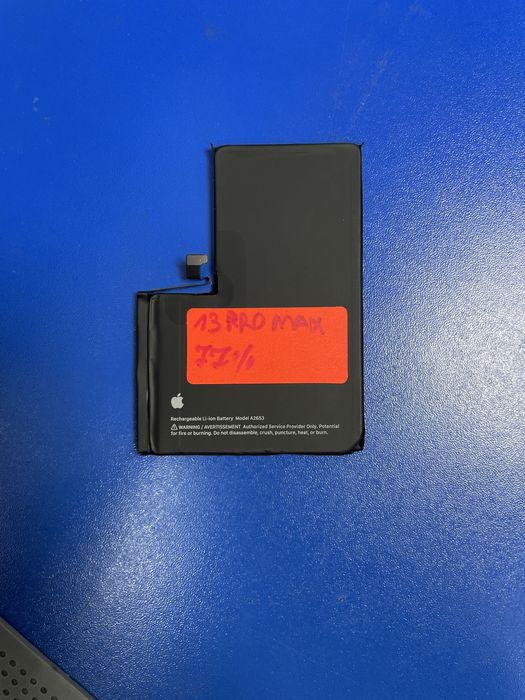 13 PRO MAX
77%
Rechargeable Li-ion Battery Model A2653
WARNING / AVERTISSEMENT Authorized Service Provider Only. Potential
for fire or burning. Do not disassemble, crush, puncture, heat, or burn.